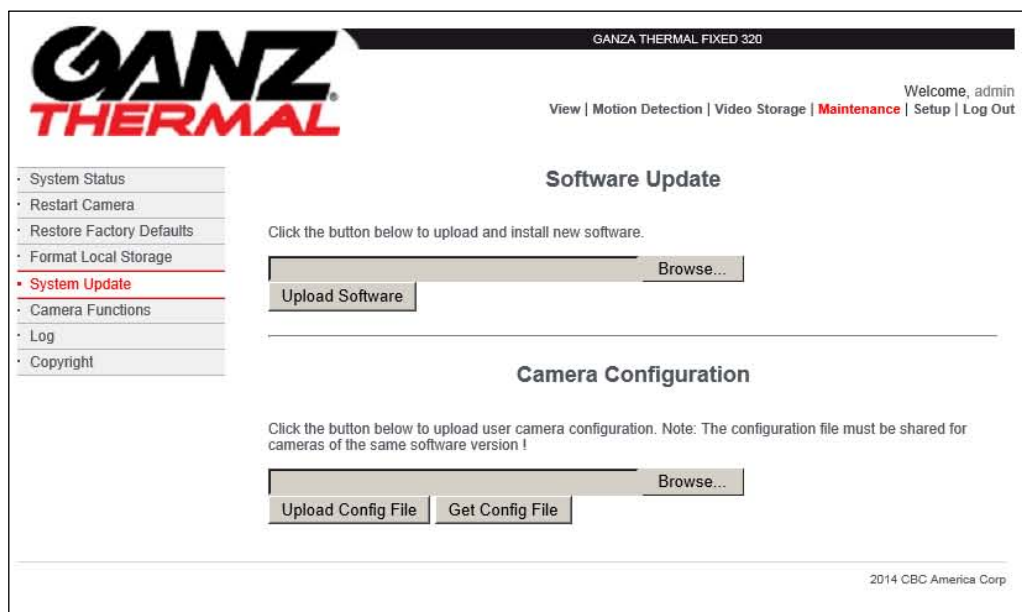 GANZ
THERMAL
GANZA THERMAL FIXED 320
Welcome, admin
View | Motion Detection | Video Storage | Maintenance | Setup | Log Out
· System Status
· Restart Camera
· Restore Factory Defaults
· Format Local Storage
▪ System Update
· Camera Functions
· Log
· Copyright
Software Update
Click the button below to upload and install new software.
Browse...
Upload Software
Camera Configuration
Click the button below to upload user camera configuration. Note: The configuration file must be shared for
cameras of the same software version !
Browse...
Upload Config File Get Config File
2014 CBC America Corp